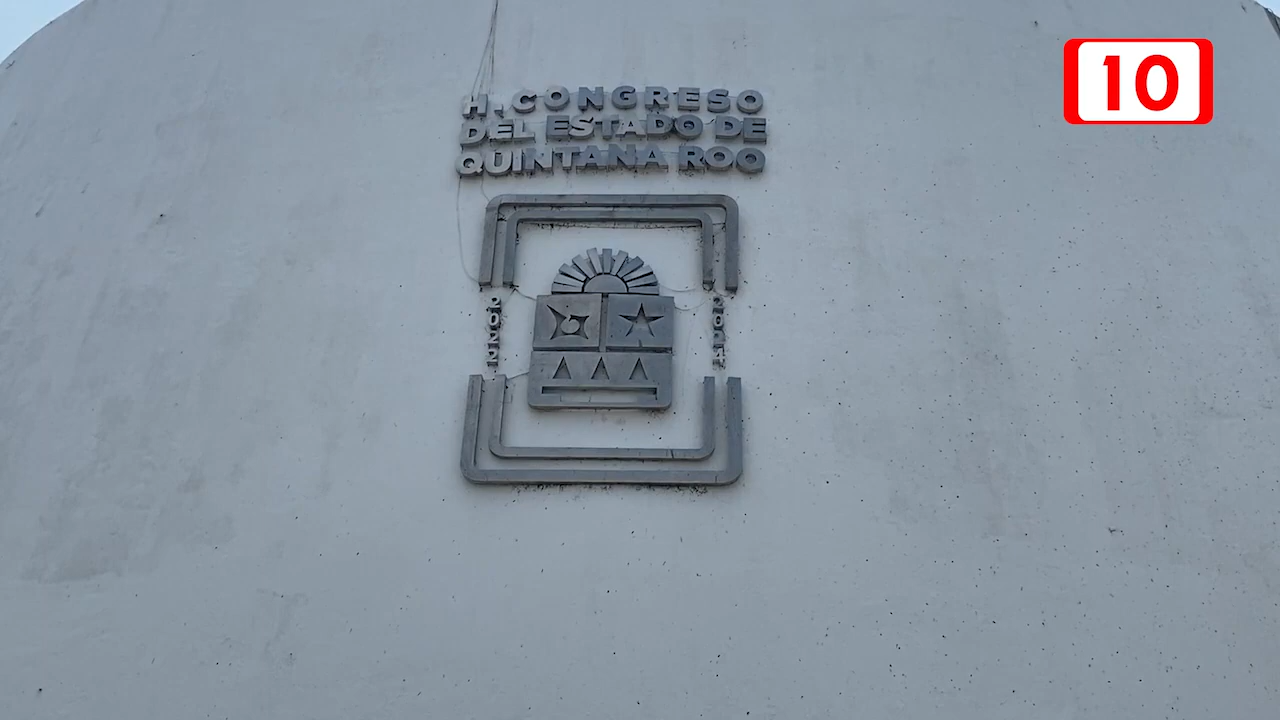 10
H. CONGRESO
DEL ESTADO DE
QUINTANA ROO
2022
2024